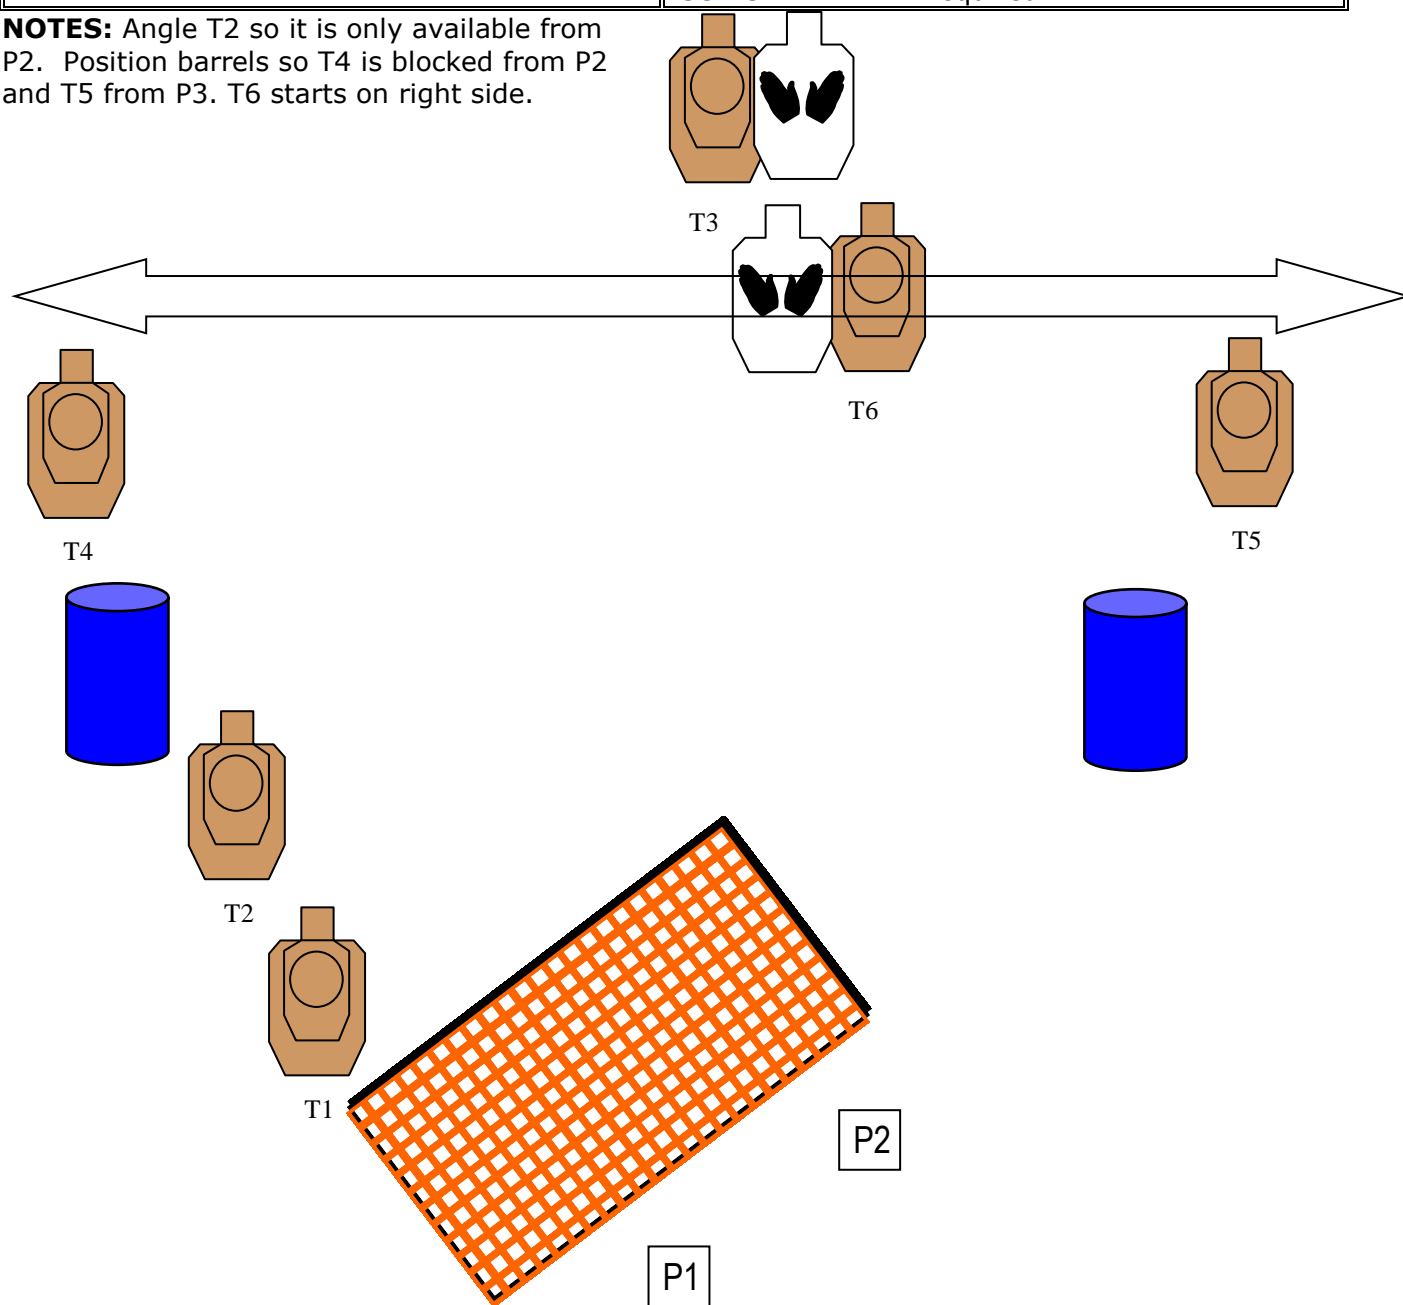 NOTES: Angle T2 so it is only available from
P2. Position barrels so T4 is blocked from P2
and T5 from P3. T6 starts on right side.
T3
T6
T4
T5
T2
T1
P2
P1